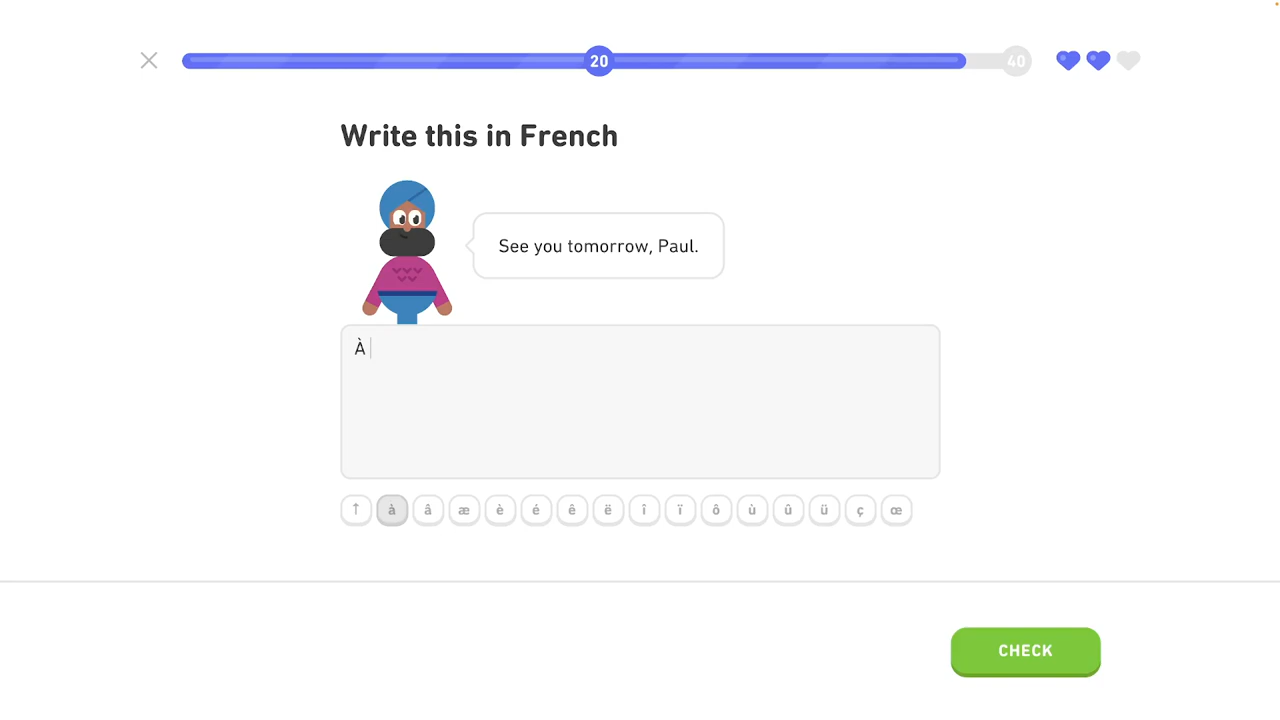 20
40
Write this in French
See you tomorrow, Paul.
À
↑ à â æ è é ê ë î ï ô ù û ü ç œ
CHECK